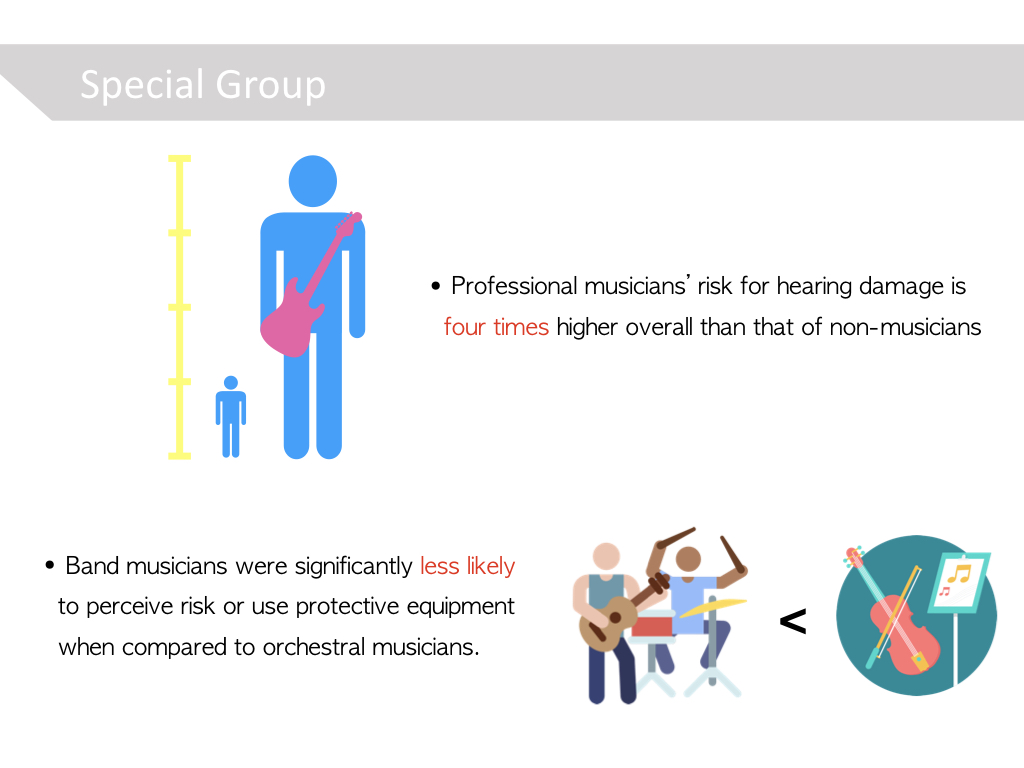 Special Group
• Professional musicians’ risk for hearing damage is
four times higher overall than that of non-musicians
• Band musicians were significantly less likely
to perceive risk or use protective equipment
when compared to orchestral musicians.
<